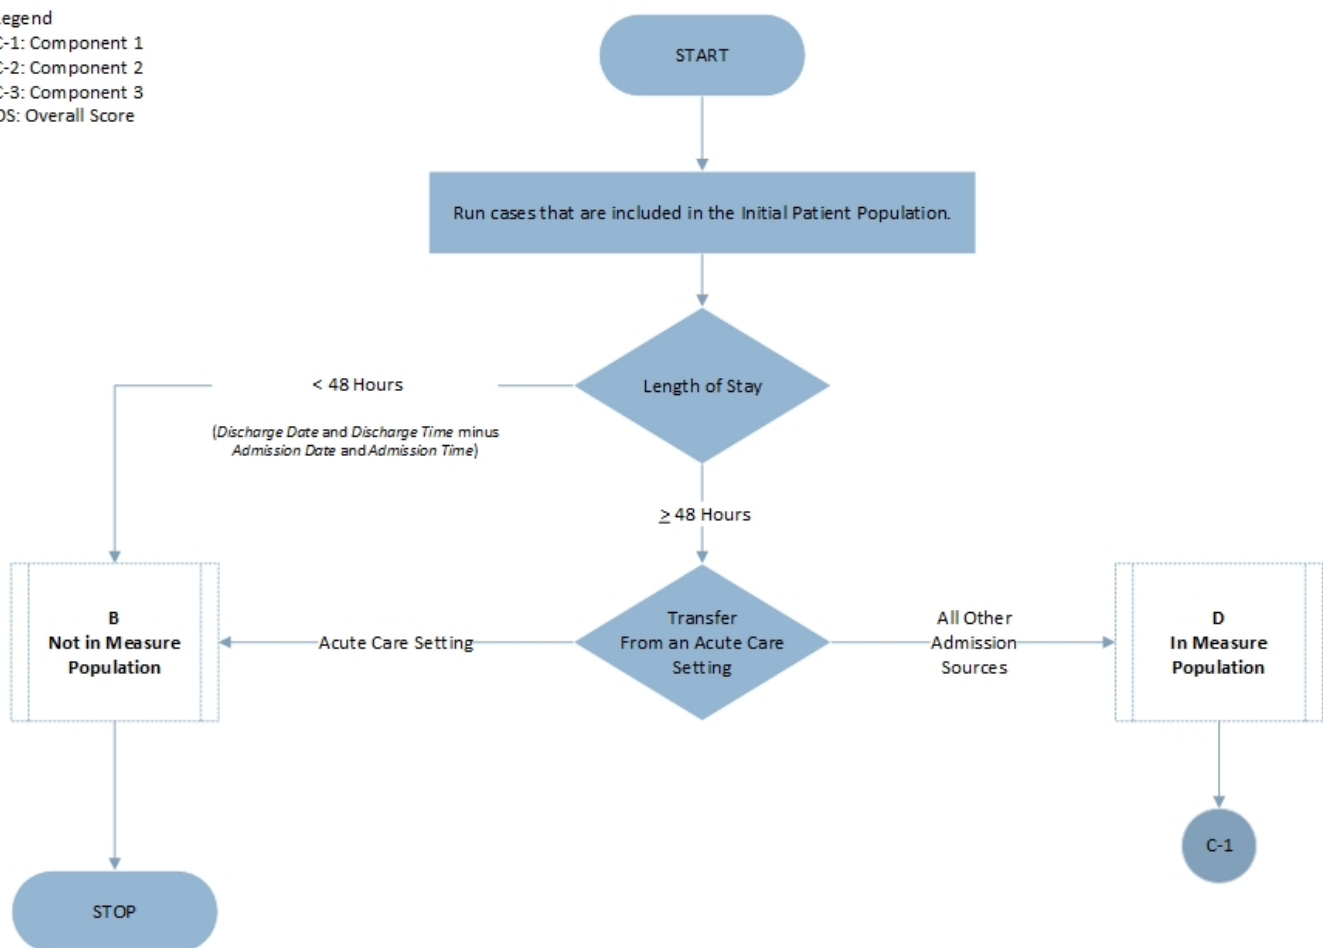 Legend
C-1: Component 1
C-2: Component 2
C-3: Component 3
OS: Overall Score
START
Run cases that are included in the Initial Patient Population.
Length of Stay
< 48 Hours
(Discharge Date and Discharge Time minus
Admission Date and Admission Time)
≥ 48 Hours
B
Not in Measure
Population
Acute Care Setting
Transfer
From an Acute Care
Setting
All Other
Admission
Sources
D
In Measure
Population
C-1
STOP